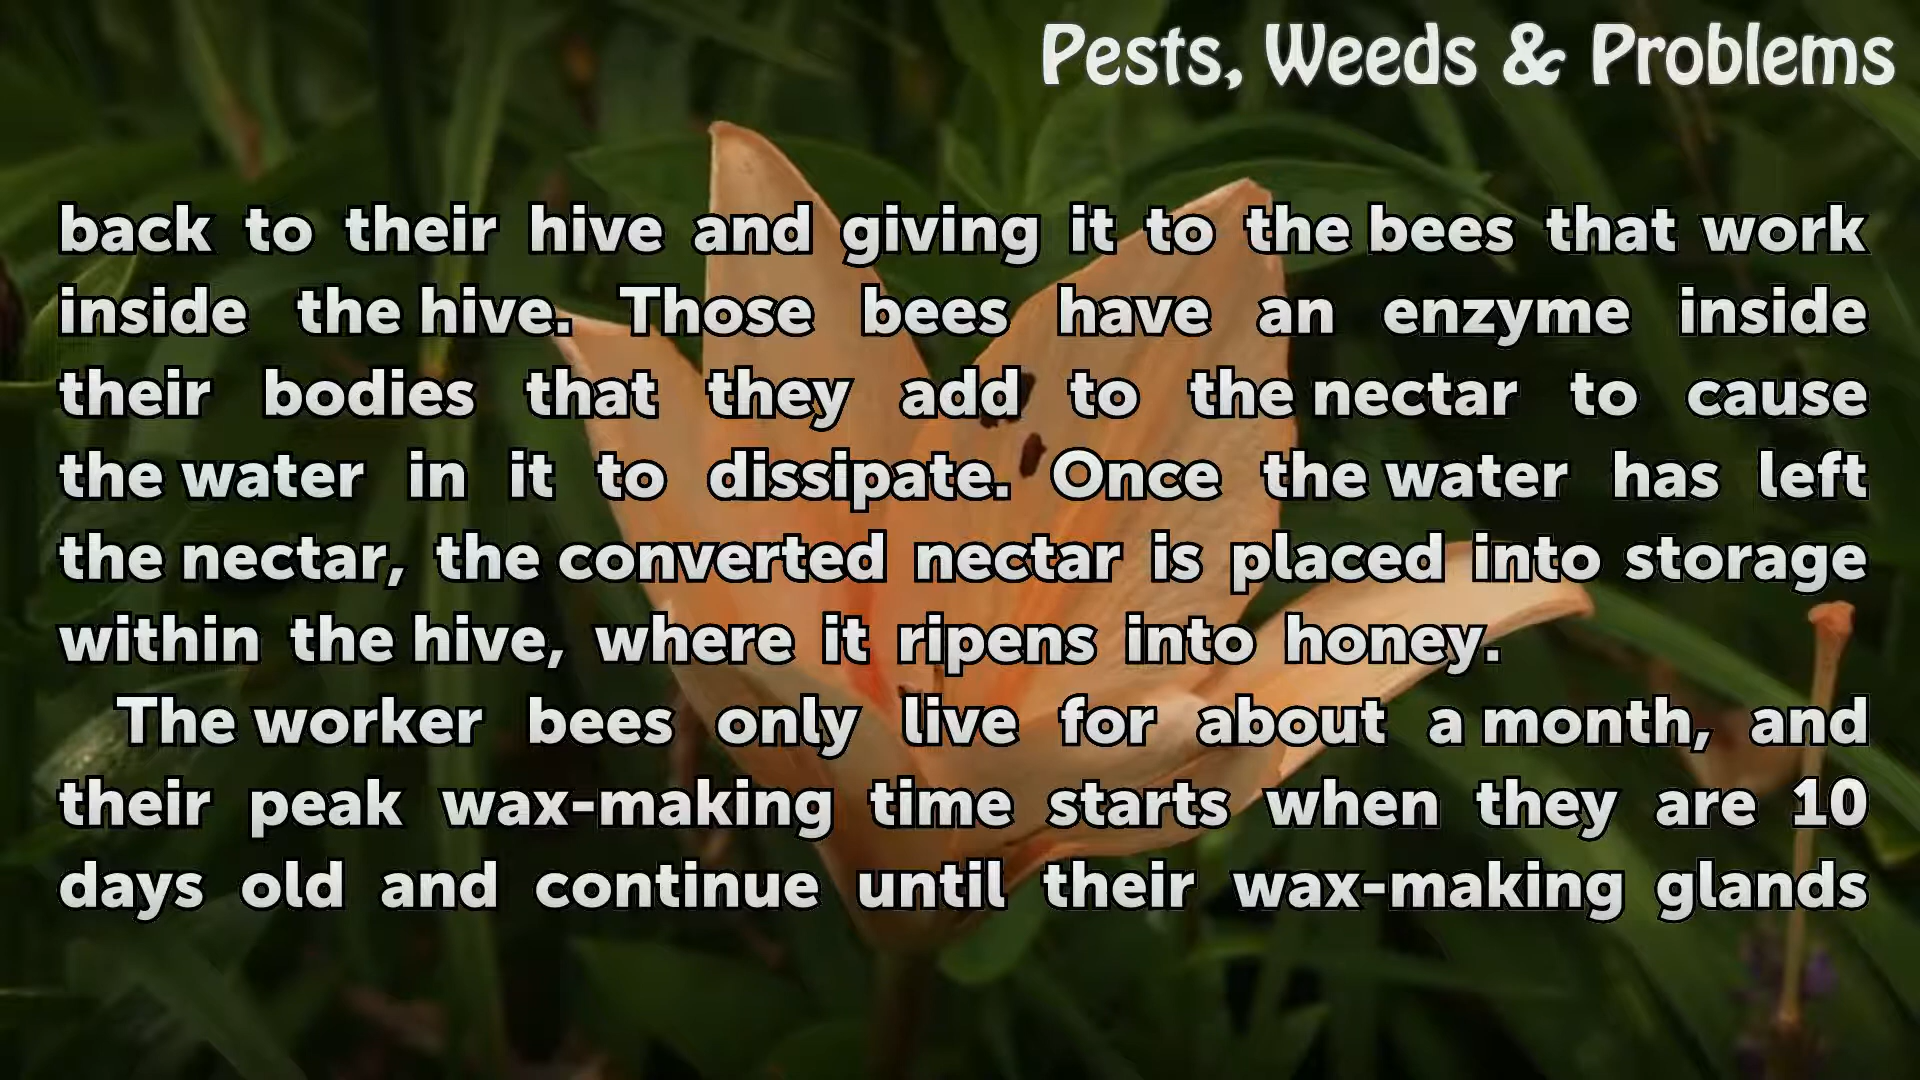 Pests, Weeds & Problems
back to their hive and giving it to the bees that work
inside the hive. Those bees have an enzyme inside
their bodies that they add to the nectar to cause
the water in it to dissipate. Once the water has left
the nectar, the converted nectar is placed into storage
within the hive, where it ripens into honey.
The worker bees only live for about a month, and
their peak wax-making time starts when they are 10
days old and continue until their wax-making glands